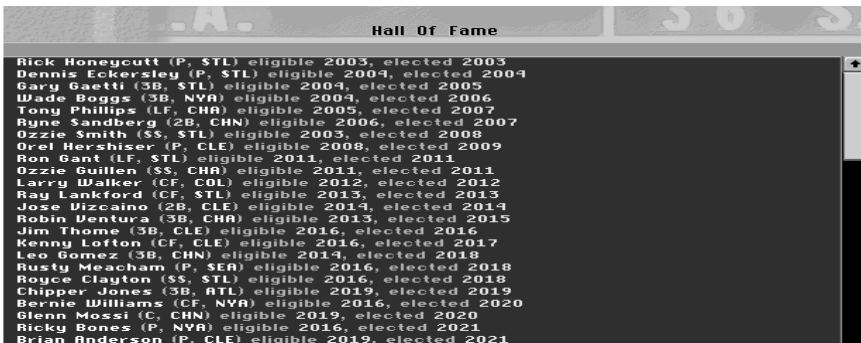 .A.
36 S
Hall Of Fame
Rick Honeycutt (P, STL) eligible 2003, elected 2003
Dennis Eckersley (P, STL) eligible 2004, elected 2004
Gary Gaetti (3B, STL) eligible 2004, elected 2005
Wade Boggs (3B, NYA) eligible 2004, elected 2006
Tony Phillips (LF, CHA) eligible 2005, elected 2007
Ryne Sandberg (2B, CHN) eligible 2006, elected 2007
Ozzie Smith (SS, STL) eligible 2003, elected 2008
Orel Hershiser (P, CLE) eligible 2008, elected 2009
Ron Gant (LF, STL) eligible 2011, elected 2011
Ozzie Guillen (SS, CHA) eligible 2011, elected 2011
Larry Walker (CF, COL) eligible 2012, elected 2012
Ray Lankford (CF, STL) eligible 2013, elected 2013
Jose Vizcaino (2B, CLE) eligible 2014, elected 2014
Robin Ventura (3B, CHA) eligible 2013, elected 2015
Jim Thome (3B, CLE) eligible 2016, elected 2016
Kenny Lofton (CF, CLE) eligible 2016, elected 2017
Leo Gomez (3B, CHN) eligible 2014, elected 2018
Rusty Meacham (P, SEA) eligible 2016, elected 2018
Royce Clayton (SS, STL) eligible 2016, elected 2018
Chipper Jones (3B, ATL) eligible 2019, elected 2019
Bernie Williams (CF, NYA) eligible 2016, elected 2020
Glenn Mossi (C, CHN) eligible 2019, elected 2020
Ricky Bones (P, NYA) eligible 2016, elected 2021
Brian Anderson (P, CLE) eligible 2019, elected 2021